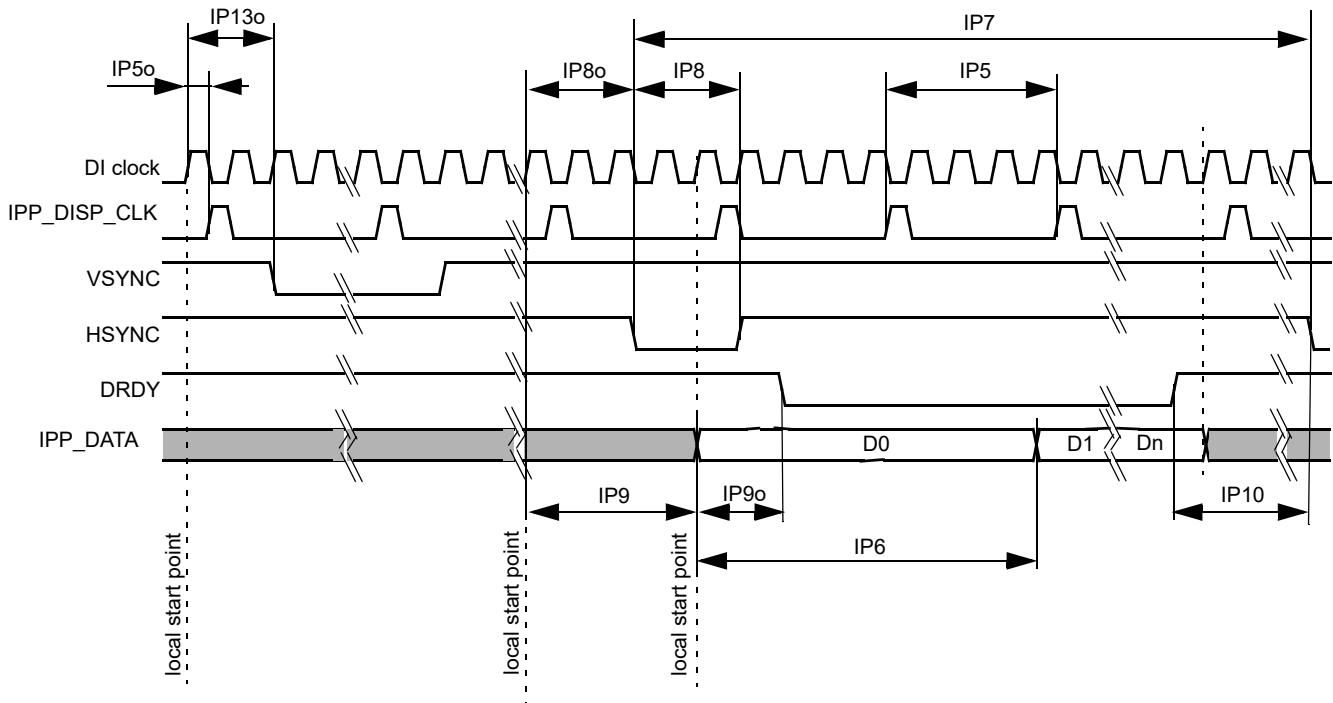 IP13o
IP7
IP5o
IP8o
IP8
IP5
DI clock
IPP_DISP_CLK
VSYNC
HSYNC
DRDY
IPP_DATA
D0
D1
Dn
IP9
IP9o
IP10
IP6
local start point
local start point
local start point